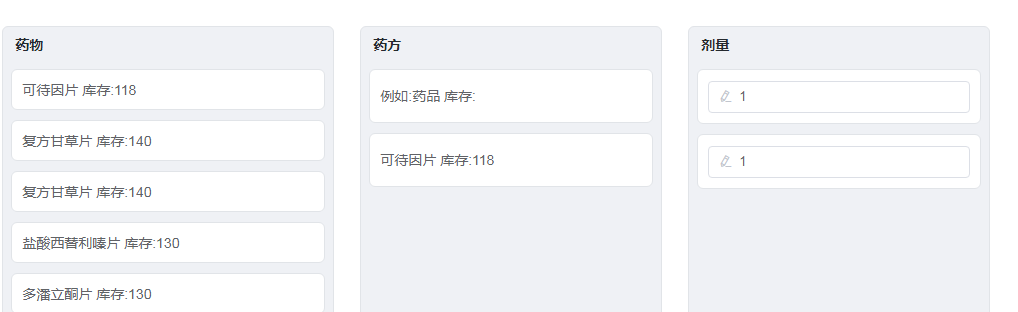 药物
可待因片 库存:118
复方甘草片 库存:140
复方甘草片 库存:140
盐酸西替利嗪片 库存:130
多潘立酮片 库存:130
药方
例如:药品 库存:
可待因片 库存:118
剂量
1
1